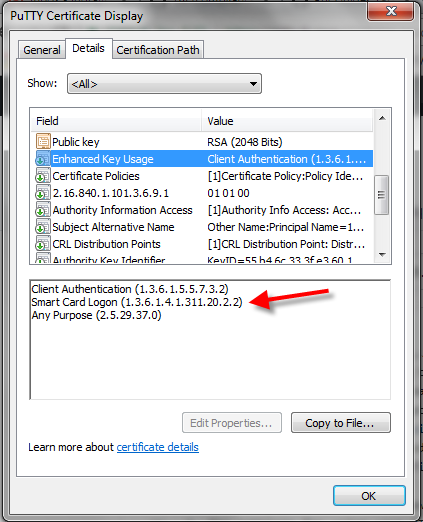 PuTTY Certificate Display
General Details Certification Path
Show: <All>
Field Value
Public key RSA (2048 Bits)
Enhanced Key Usage Client Authentication (1.3.6.1....
Certificate Policies [1]Certificate Policy:Policy Ide...
2.16.840.1.101.3.6.9.1 01 01 00
Authority Information Access [1]Authority Info Access: Acc...
Subject Alternative Name Other Name:Principal Name=1...
CRL Distribution Points [1]CRL Distribution Point: Distr...
KeyID=55 b4 6c 33 3f e3 60 1
Client Authentication (1.3.6.1.5.5.7.3.2)
Smart Card Logon (1.3.6.1.4.1.311.20.2.2)
Any Purpose (2.5.29.37.0)
Edit Properties... Copy to File...
Learn more about certificate details
OK